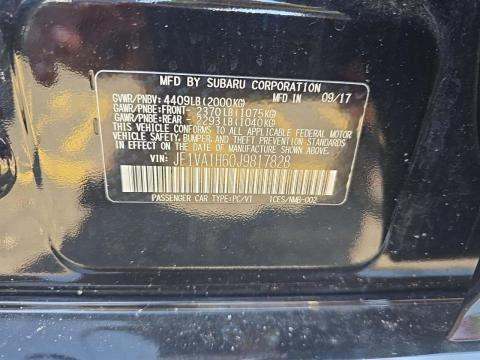 MFD BY SUBARU CORPORATION
GVWR/PNBV: 4409LB(2000KG) MFD IN 09/17
GAWR/PNBE:FRONT- 2370LB(1075KG)
GAWR/PNBE:REAR - 2293LB(1040KG)
THIS VEHICLE CONFORMS TO ALL APPLICABLE FEDERAL MOTOR
VEHICLE SAFETY, BUMPER AND THEFT PREVENTION STANDARDS
IN EFFECT ON THE DATE OF MANUFACTURE SHOWN ABOVE.
VIN: JF1VA1H60J9817828
PASSENGER CAR TYPE:PC/VT ICES/NMB-002